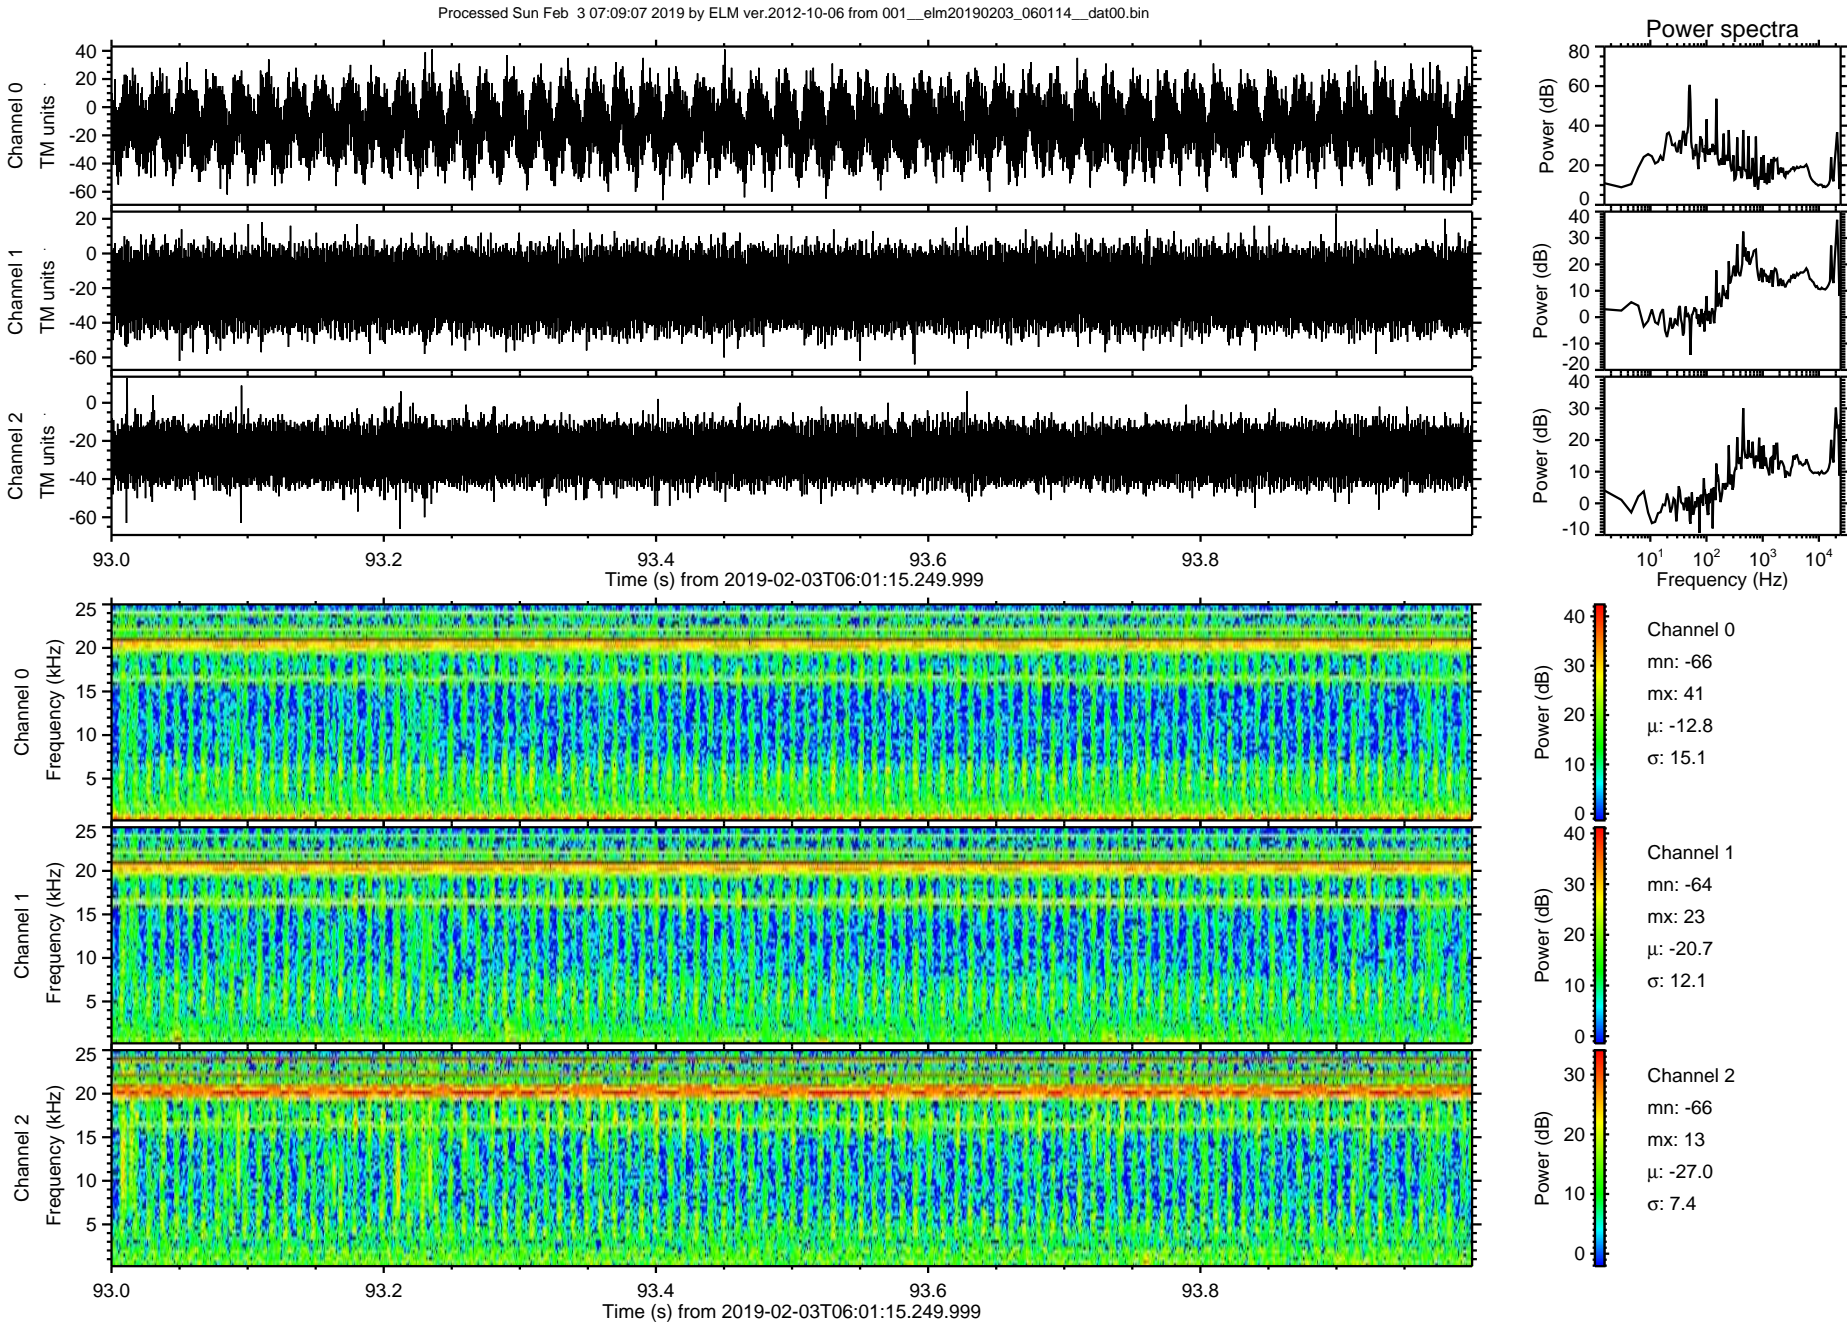 Processed Sun Feb  3 07:09:07 2019 by ELM ver.2012-10-06 from 001__elm20190203_060114__dat00.bin
Power spectra
Channel 0
TM units
40
20
0
-20
-40
-60
Power (dB)
80
60
40
20
0
Channel 1
TM units
20
0
-20
-40
-60
Power (dB)
40
30
20
10
0
-10
-20
Channel 2
TM units
0
-20
-40
-60
Power (dB)
40
30
20
10
0
-10
93.0 93.2 93.4 93.6 93.8
Time (s) from 2019-02-03T06:01:15.249.999
10¹ 10² 10³ 10⁴
Frequency (Hz)
Channel 0
Frequency (kHz)
25
20
15
10
5
Power (dB)
40
30
20
10
0
Channel 0
mn: -66
mx: 41
μ: -12.8
σ: 15.1
Channel 1
Frequency (kHz)
25
20
15
10
5
Power (dB)
40
30
20
10
0
Channel 1
mn: -64
mx: 23
μ: -20.7
σ: 12.1
Channel 2
Frequency (kHz)
25
20
15
10
5
Power (dB)
30
20
10
0
Channel 2
mn: -66
mx: 13
μ: -27.0
σ: 7.4
93.0 93.2 93.4 93.6 93.8
Time (s) from 2019-02-03T06:01:15.249.999